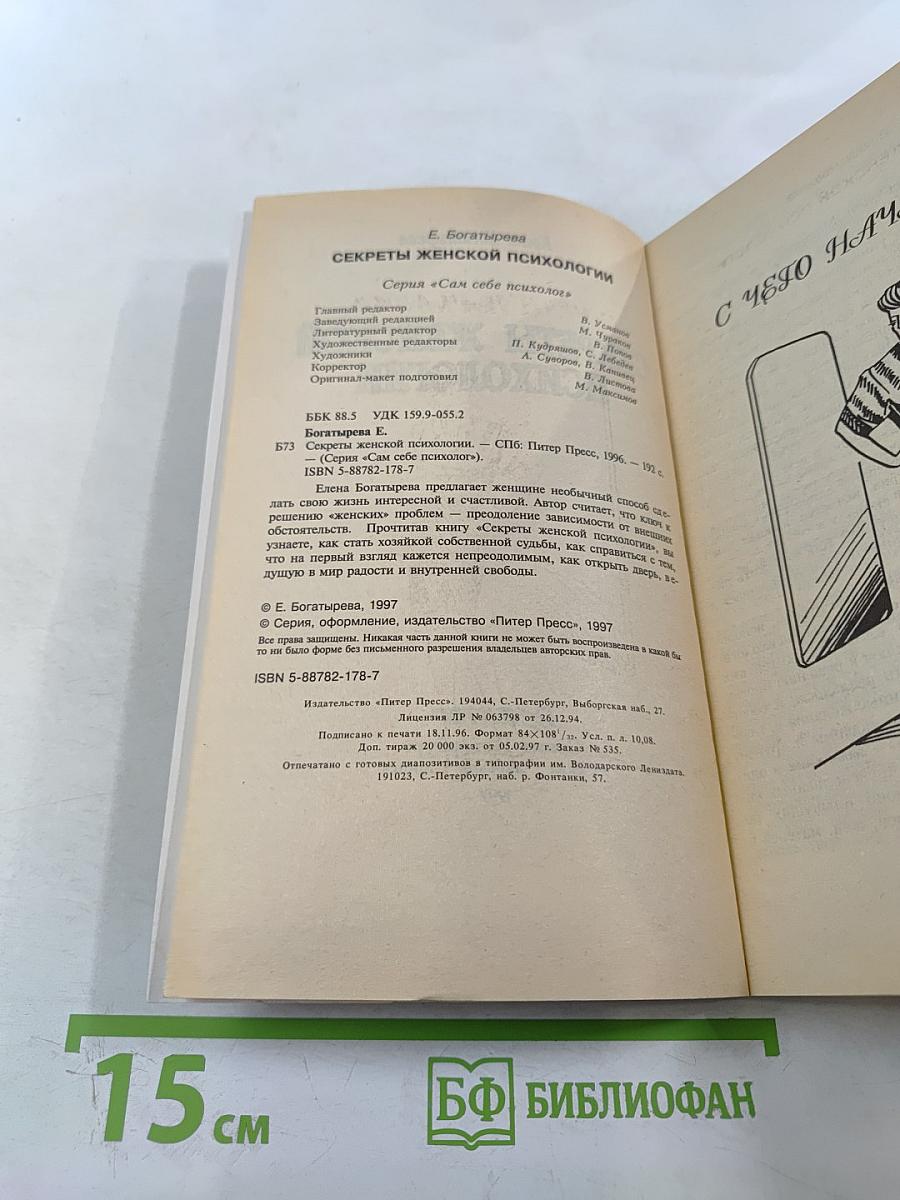 Е. Богатырева
СЕКРЕТЫ ЖЕНСКОЙ ПСИХОЛОГИИ
Серия «Сам себе психолог»
Главный редактор В. Усманов
Заведующий редакцией М. Чураков
Литературный редактор В. Попов
Художественные редакторы П. Кудряшов, С. Лебедев
Художники А. Суворов, В. Канивец
Корректор В. Листова
Оригинал-макет подготовил М. Максимов
ББК 88.5 УДК 159.9-055.2
Богатырева Е.
Б73 Секреты женской психологии. — СПб: Питер Пресс, 1996. — 192 с.
— (Серия «Сам себе психолог»).
ISBN 5-88782-178-7
Елена Богатырева предлагает женщине необычный способ сде-
лать свою жизнь интересной и счастливой. Автор считает, что ключ к
решению «женских» проблем — преодоление зависимости от внешних
обстоятельств. Прочтитав книгу «Секреты женской психологии», вы
узнаете, как стать хозяйкой собственной судьбы, как справиться с тем,
что на первый взгляд кажется непреодолимым, как открыть дверь, ве-
дущую в мир радости и внутренней свободы.
© Е. Богатырева, 1997
© Серия, оформление, издательство «Питер Пресс», 1997
Все права защищены. Никакая часть данной книги не может быть воспроизведена в какой бы
то ни было форме без письменного разрешения владельцев авторских прав.
ISBN 5-88782-178-7
Издательство «Питер Пресс». 194044, С.-Петербург, Выборгская наб., 27.
Лицензия ЛР № 063798 от 26.12.94.
Подписано к печати 18.11.96. Формат 84×108¹/₃₂. Усл. п. л. 10,08.
Доп. тираж 20 000 экз. от 05.02.97 г. Заказ № 535.
Отпечатано с готовых диапозитивов в типографии им. Володарского Лениздата.
191023, С.-Петербург, наб. р. Фонтанки, 57.
С ЧЕГО НАЧ
15 см
БФ БИБЛИОФАН